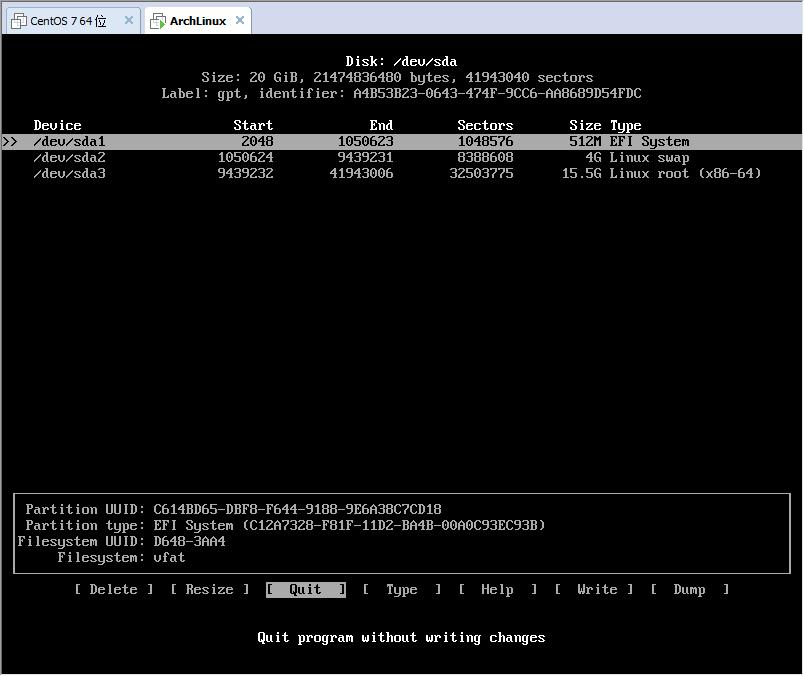 CentOS 7 64 位 × ArchLinux ×
Disk: /dev/sda
Size: 20 GiB, 21474836480 bytes, 41943040 sectors
Label: gpt, identifier: A4B53B23-0643-474F-9CC6-AA8689D54FDC
Device Start End Sectors Size Type
>> /dev/sda1 2048 1050623 1048576 512M EFI System
/dev/sda2 1050624 9439231 8388608 4G Linux swap
/dev/sda3 9439232 41943006 32503775 15.5G Linux root (x86-64)
Partition UUID: C614BD65-DBF8-F644-9188-9E6A38C7CD18
Partition type: EFI System (C12A7328-F81F-11D2-BA4B-00A0C93EC93B)
Filesystem UUID: D648-3AA4
Filesystem: vfat
[ Delete ] [ Resize ] [ Quit ] [ Type ] [ Help ] [ Write ] [ Dump ]
Quit program without writing changes